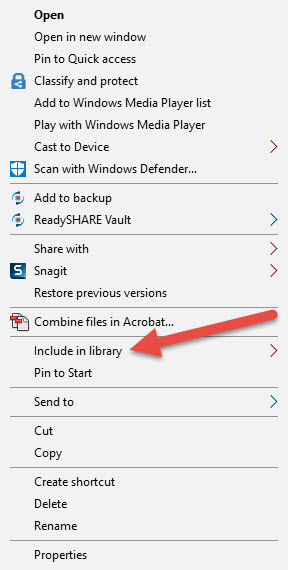 Open
Open in new window
Pin to Quick access
Classify and protect
Add to Windows Media Player list
Play with Windows Media Player
Cast to Device
Scan with Windows Defender...
Add to backup
ReadySHARE Vault
Share with
Snagit
Restore previous versions
Combine files in Acrobat...
Include in library
Pin to Start
Send to
Cut
Copy
Create shortcut
Delete
Rename
Properties